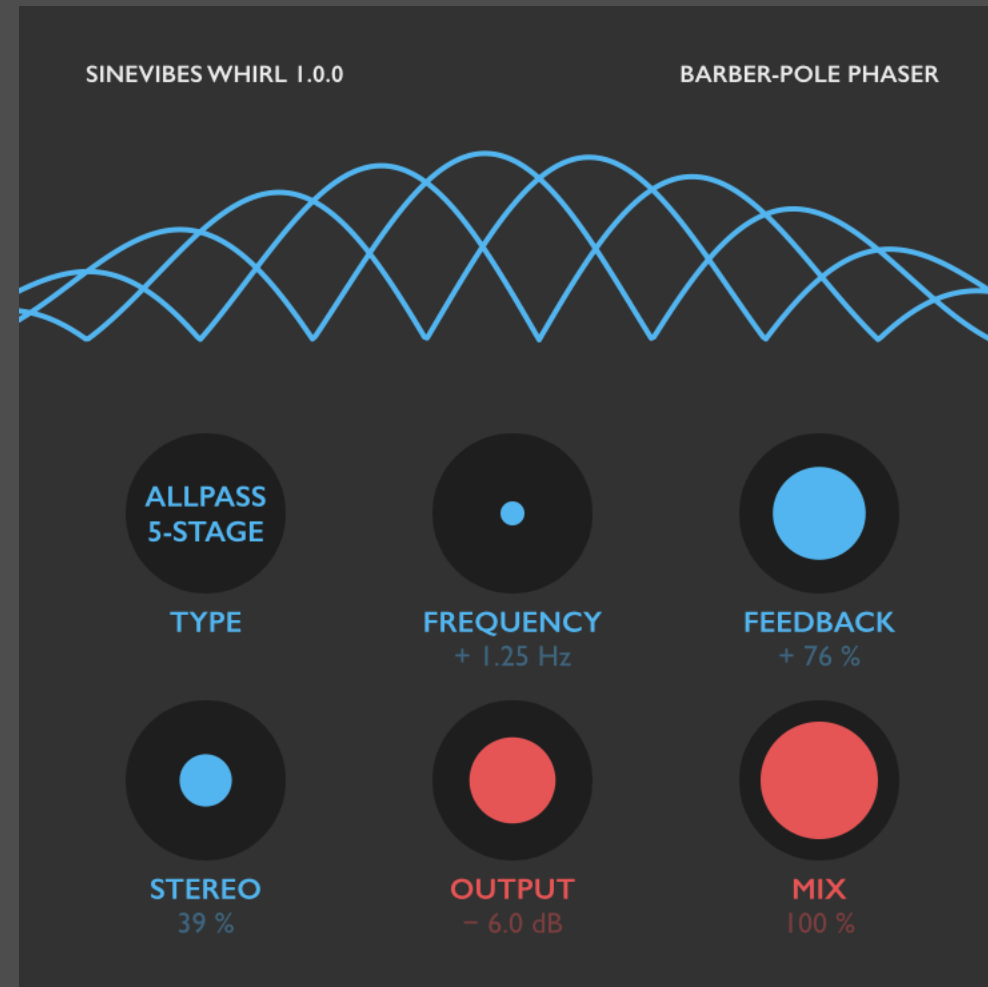 SINEVIBES WHIRL 1.0.0
BARBER-POLE PHASER
ALLPASS
5-STAGE
TYPE
FREQUENCY
+ 1.25 Hz
FEEDBACK
+ 76 %
STEREO
39 %
OUTPUT
− 6.0 dB
MIX
100 %